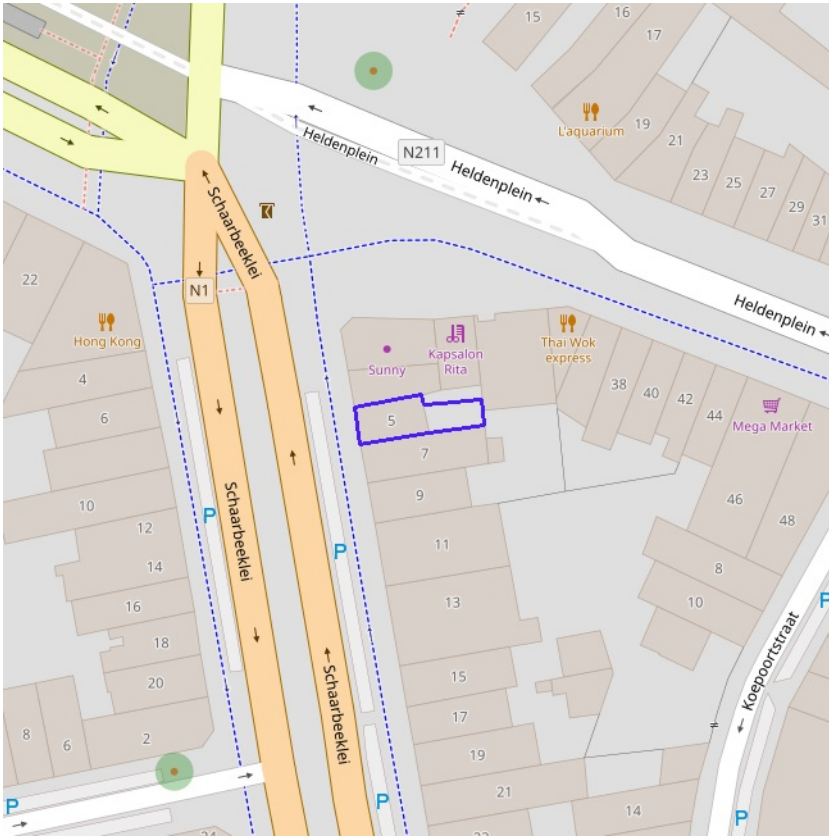 15
16
17
L'aquarium
19
21
23
25
27
29
31
Heldenplein
N211
Heldenplein
Schaarbeeklei
N1
Heldenplein
22
Hong Kong
4
6
10
12
14
16
18
20
8
6
2
Sunny
Kapsalon
Rita
Thai Wok
express
38
40
42
44
Mega Market
46
48
5
7
9
11
13
15
17
19
21
8
10
14
P
P
P
P
P
P
Schaarbeeklei
Schaarbeeklei
Koepoortstraat